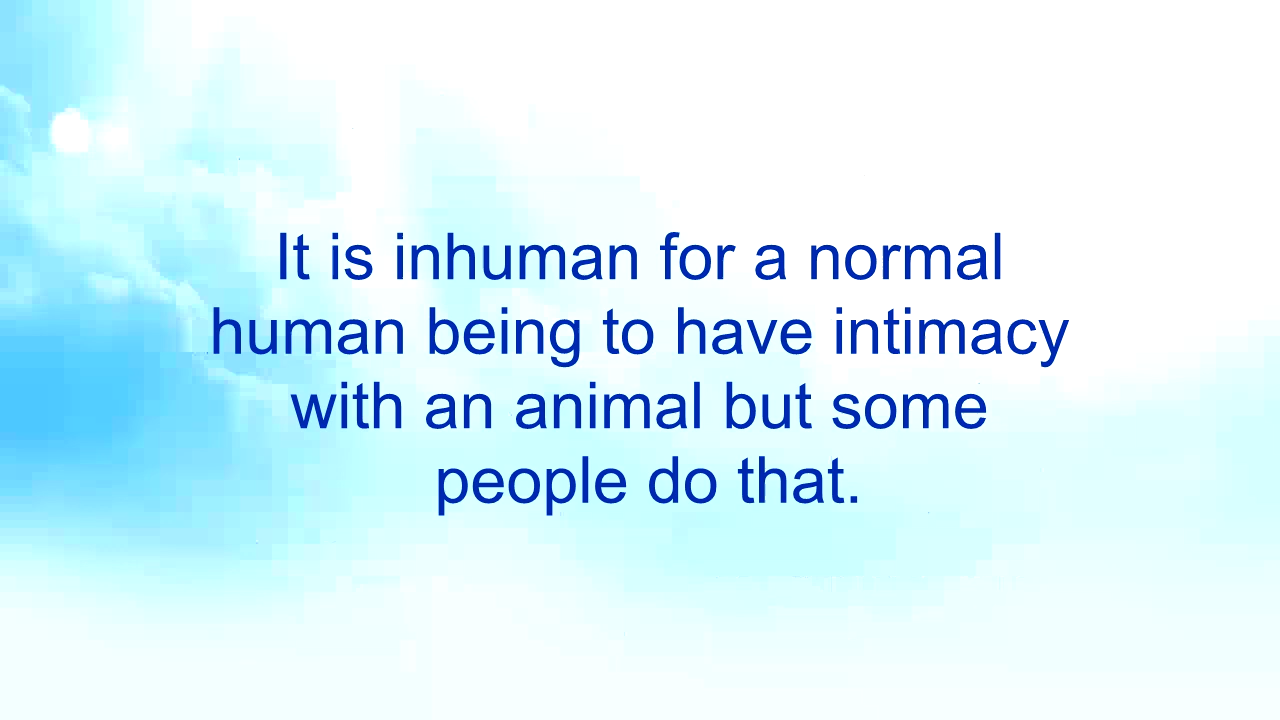 It is inhuman for a normal
human being to have intimacy
with an animal but some
people do that.